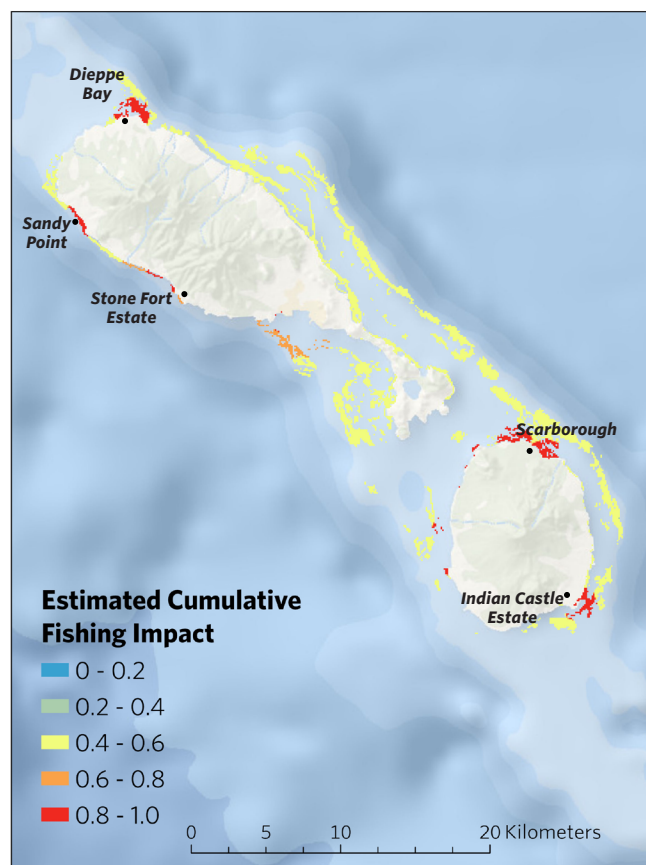 Dieppe
Bay
Sandy
Point
Stone Fort
Estate
Scarborough
Indian Castle
Estate
Estimated Cumulative
Fishing Impact
0 - 0.2
0.2 - 0.4
0.4 - 0.6
0.6 - 0.8
0.8 - 1.0
0 5 10 20 Kilometers